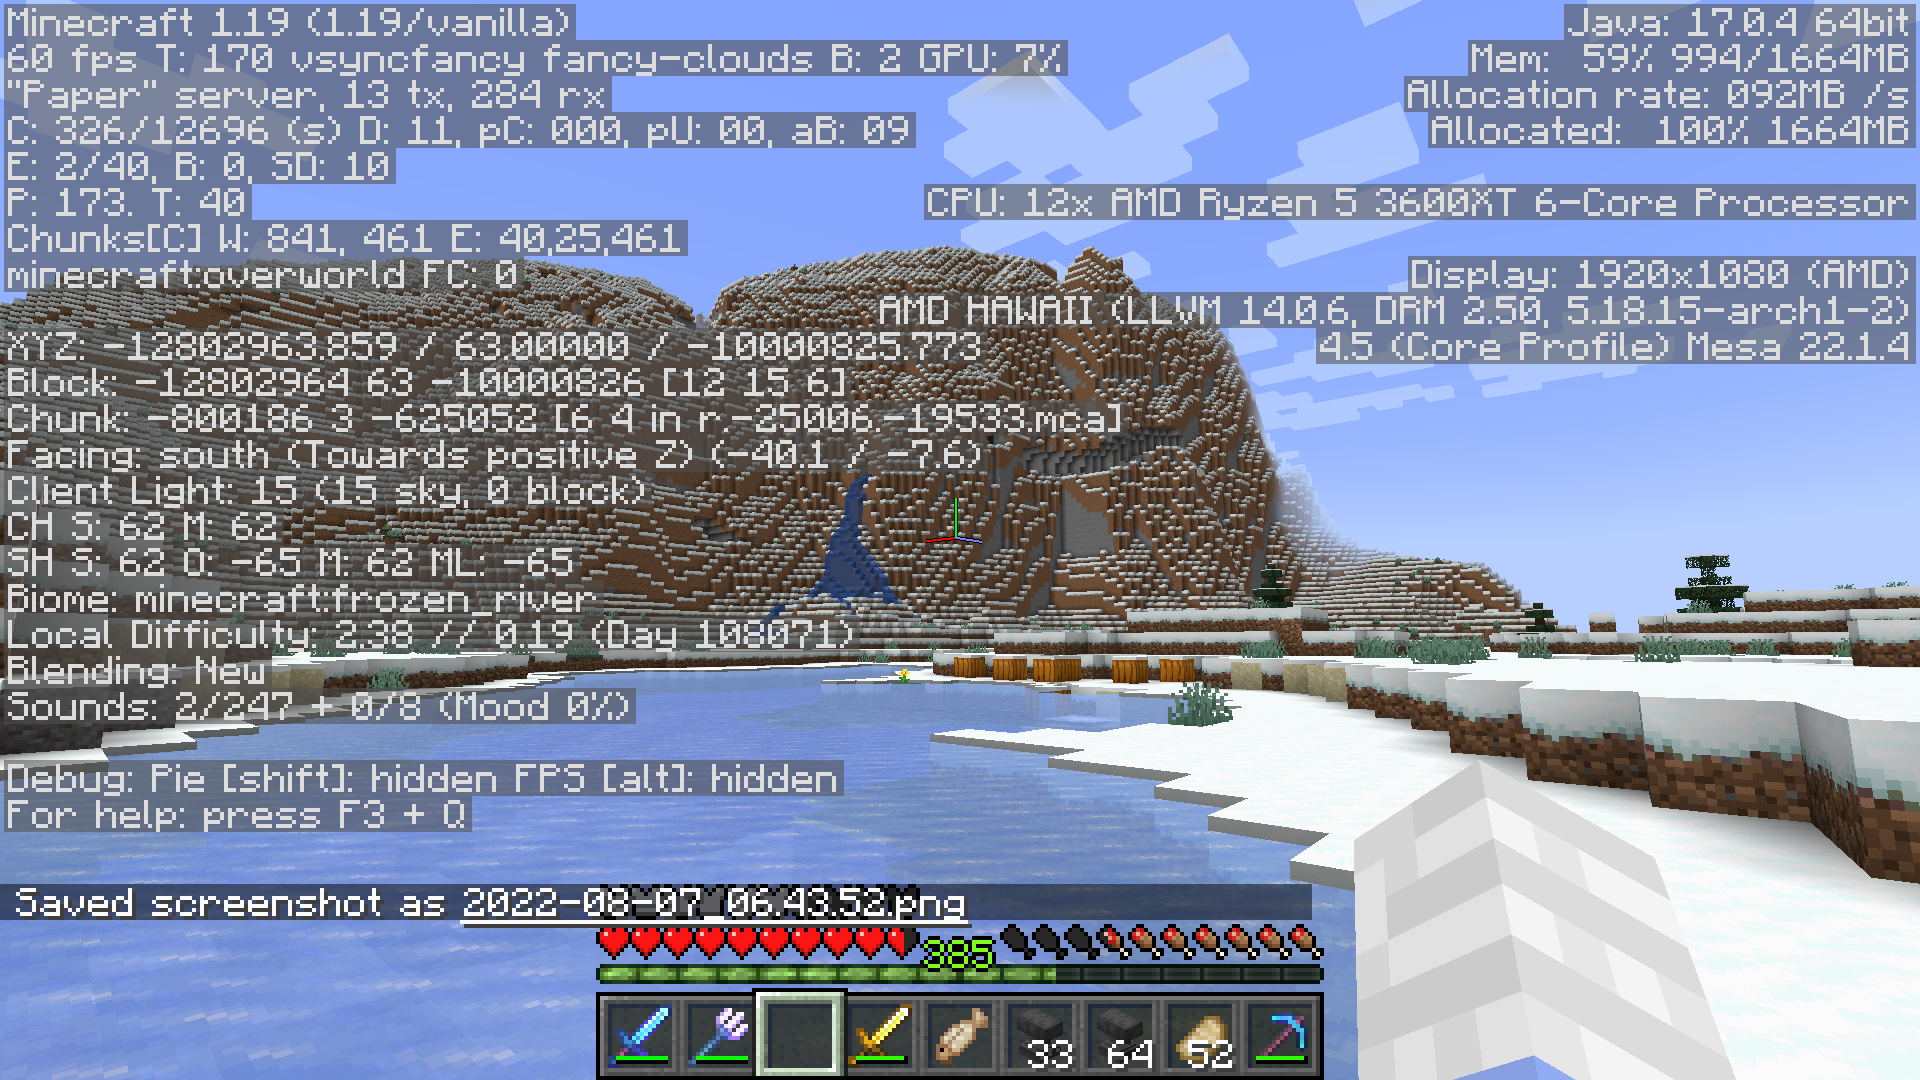 Minecraft 1.19 (1.19/vanilla)
60 fps T: 170 vsyncfancy fancy-clouds B: 2 GPU: 7%
"Paper" server, 13 tx, 284 rx
C: 326/12696 (s) D: 11, pC: 000, pU: 00, aB: 09
E: 2/40, B: 0, SD: 10
P: 173. T: 40
Chunks[C] W: 841, 461 E: 40,25,461
minecraft:overworld FC: 0
XYZ: -12802963.859 / 63.00000 / -10000825.773
Block: -12802964 63 -10000826 [12 15 6]
Chunk: -800186 3 -625052 [6 4 in r.-25006.-19533.mca]
Facing: south (Towards positive Z) (-40.1 / -7.6)
Client Light: 15 (15 sky, 0 block)
CH S: 62 M: 62
SH S: 62 O: -65 M: 62 ML: -65
Biome: minecraft:frozen_river
Local Difficulty: 2.38 // 0.19 (Day 108071)
Blending: New
Sounds: 2/247 + 0/8 (Mood 0%)
Debug: Pie [shift]: hidden FPS [alt]: hidden
For help: press F3 + Q
Java: 17.0.4 64bit
Mem: 59% 994/1664MB
Allocation rate: 092MB /s
Allocated: 100% 1664MB
CPU: 12x AMD Ryzen 5 3600XT 6-Core Processor
Display: 1920x1080 (AMD)
AMD HAWAII (LLVM 14.0.6, DRM 2.50, 5.18.15-arch1-2)
4.5 (Core Profile) Mesa 22.1.4
Saved screenshot as 2022-08-07_06.43.52.png
385
33 64 52